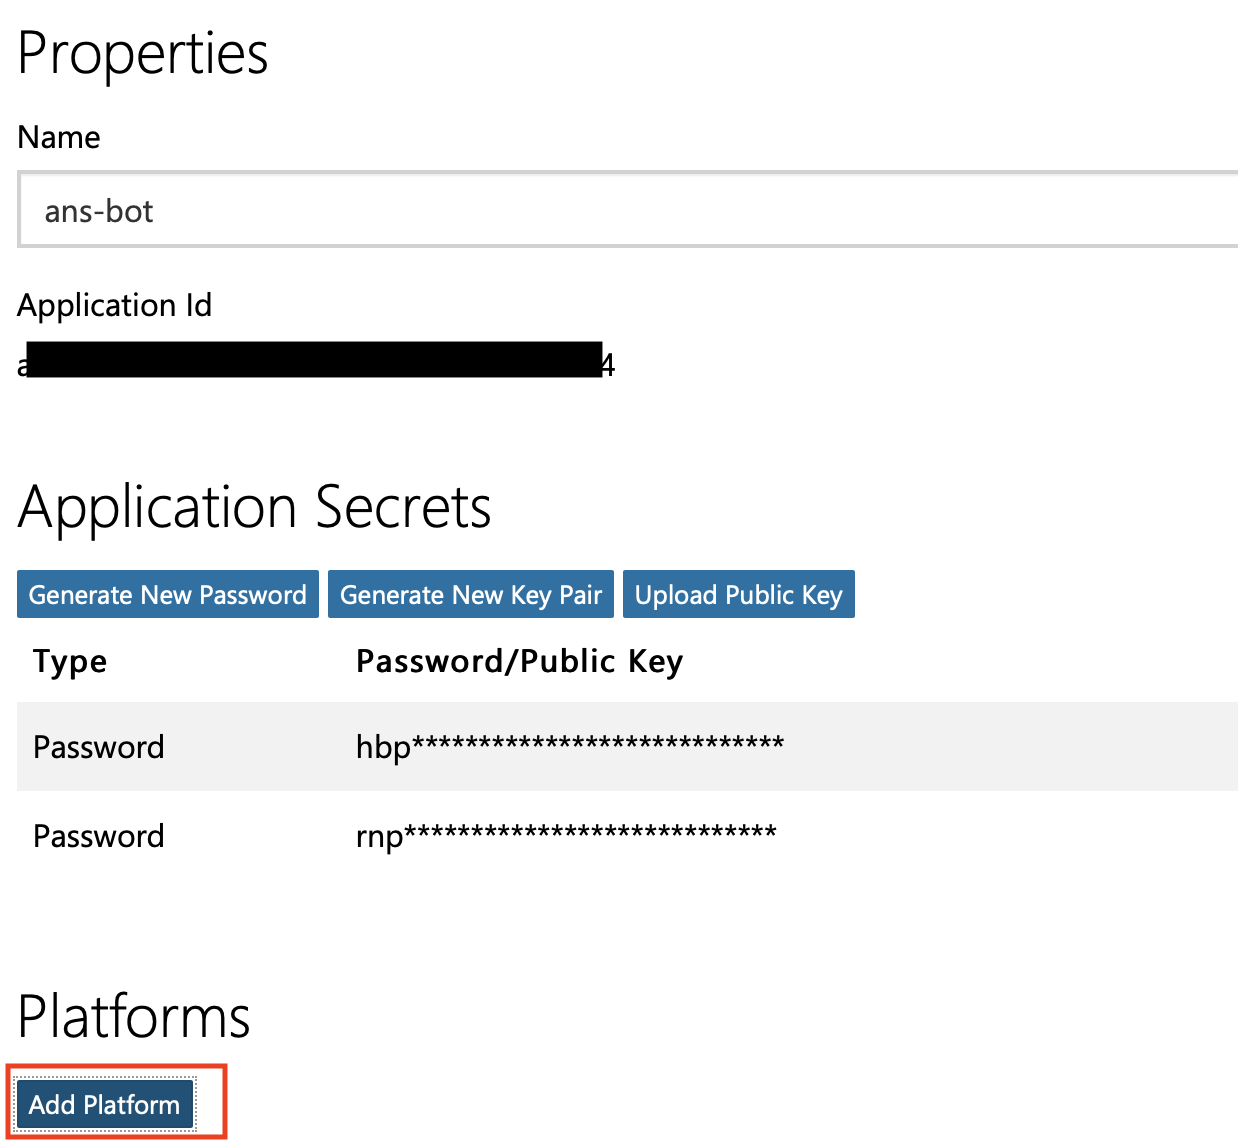 Properties
Name
ans-bot
Application Id
a 4
Application Secrets
Generate New Password Generate New Key Pair Upload Public Key
Type Password/Public Key
Password hbp****************************
Password rnp****************************
Platforms
Add Platform